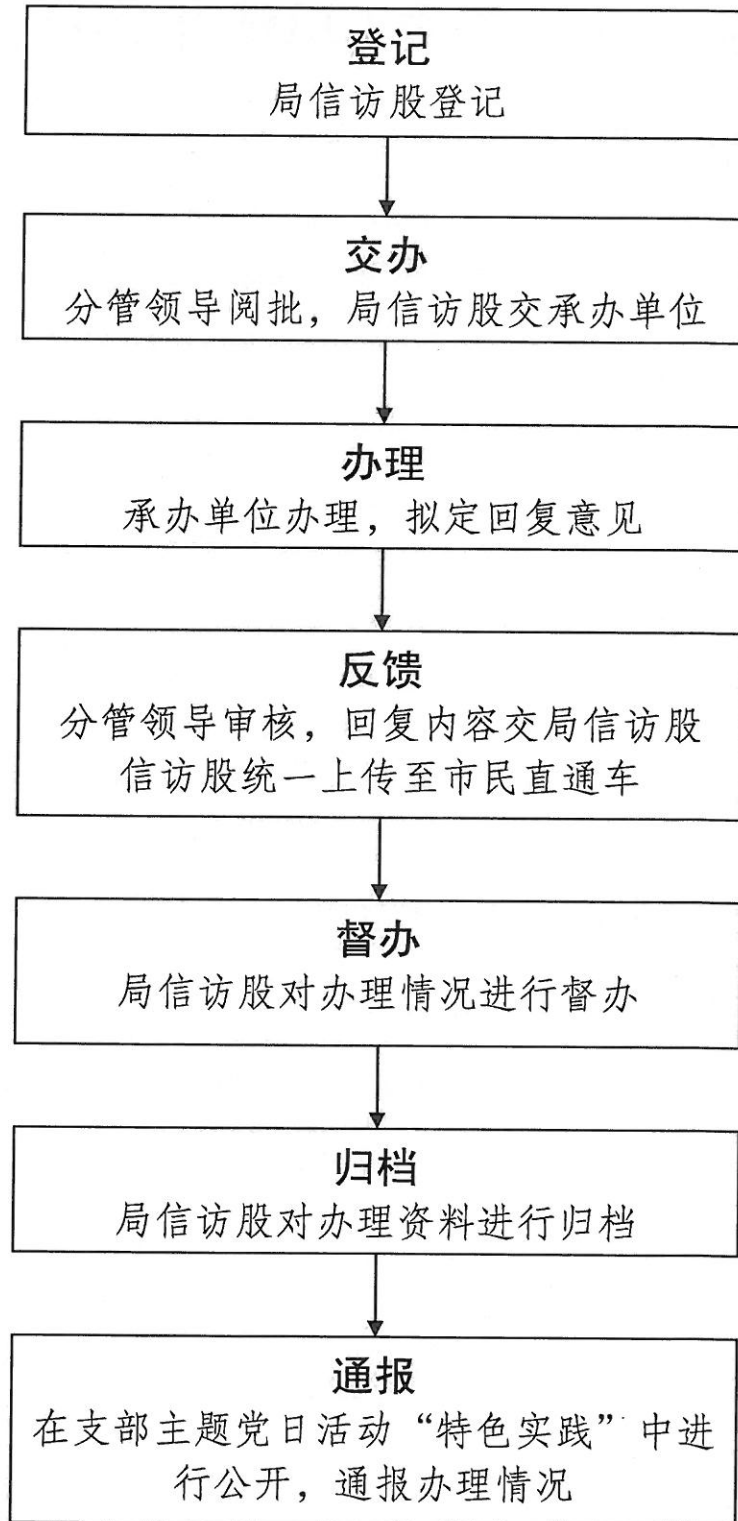 登记
局信访股登记
交办
分管领导阅批，局信访股交承办单位
办理
承办单位办理，拟定回复意见
反馈
分管领导审核，回复内容交局信访股
信访股统一上传至市民直通车
督办
局信访股对办理情况进行督办
归档
局信访股对办理资料进行归档
通报
在支部主题党日活动“特色实践”中进
行公开，通报办理情况